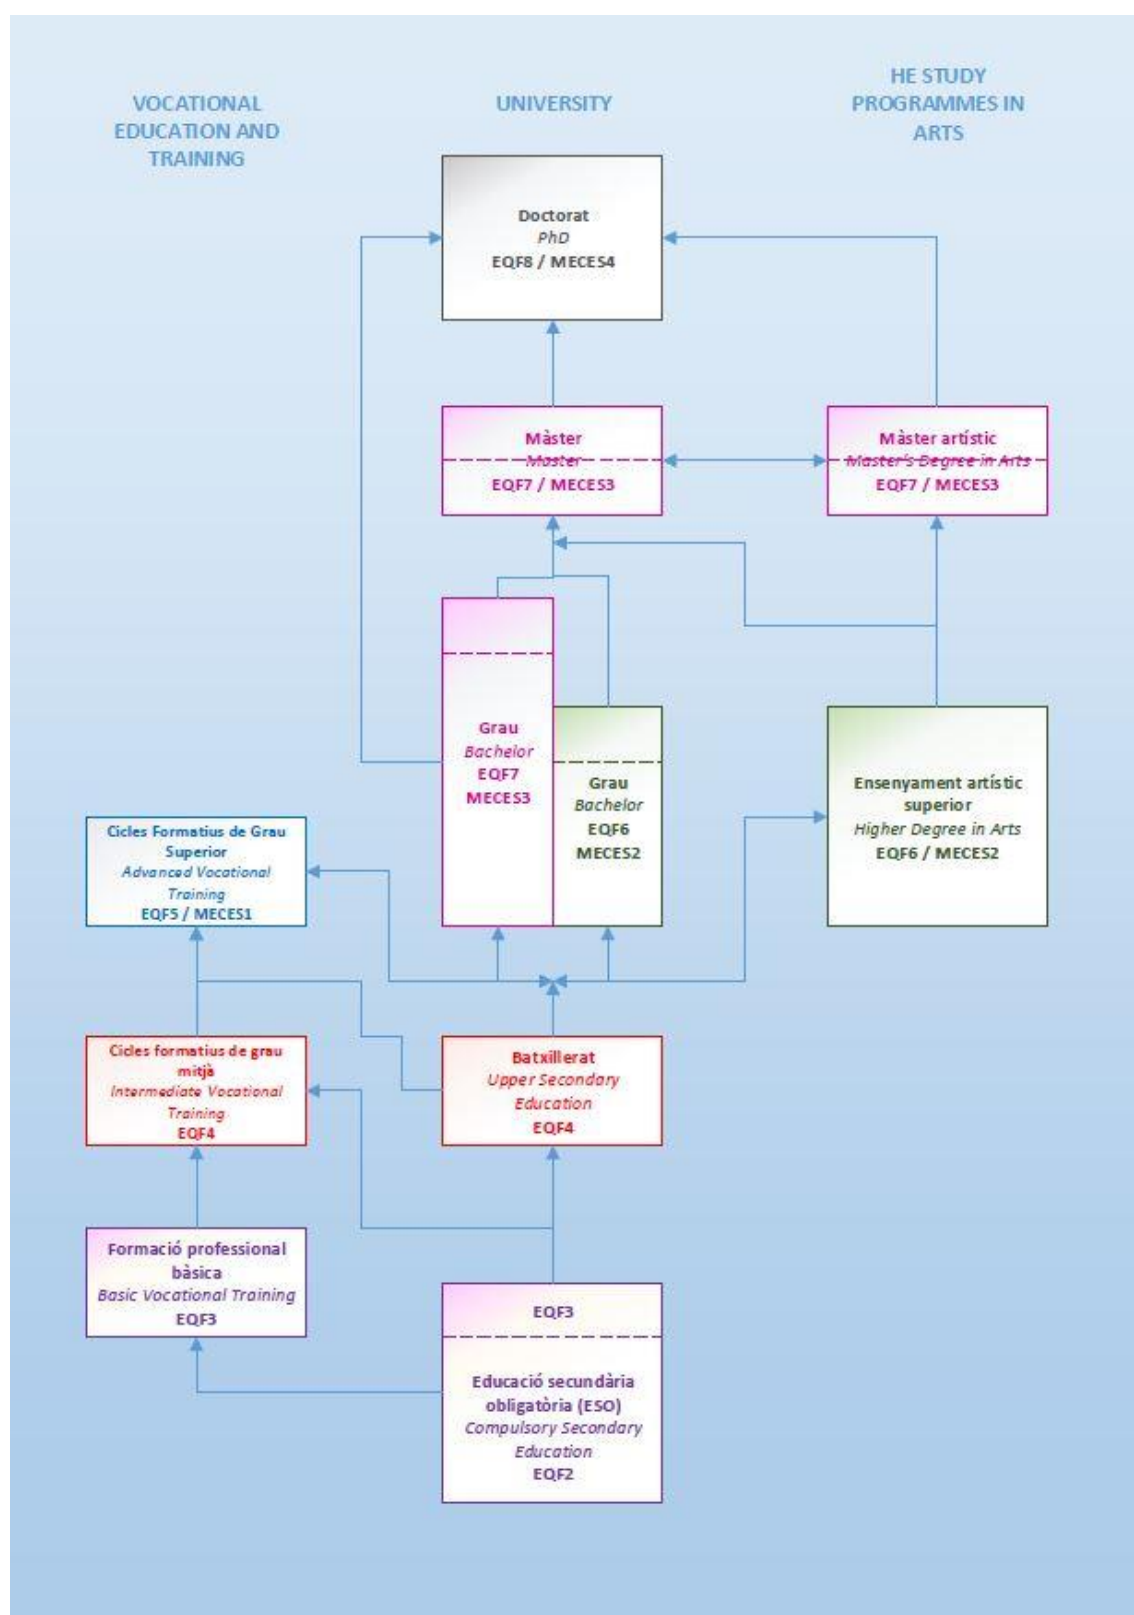 VOCATIONAL
EDUCATION AND
TRAINING
UNIVERSITY
HE STUDY
PROGRAMMES IN
ARTS
Doctorat
PhD
EQF8 / MECES4
Màster
Master
EQF7 / MECES3
Màster artístic
Master's Degree in Arts
EQF7 / MECES3
Grau
Bachelor
EQF7
MECES3
Grau
Bachelor
EQF6
MECES2
Ensenyament artístic
superior
Higher Degree in Arts
EQF6 / MECES2
Cicles Formatius de Grau
Superior
Advanced Vocational
Training
EQF5 / MECES1
Cicles formatius de grau
mitjà
Intermediate Vocational
Training
EQF4
Batxillerat
Upper Secondary
Education
EQF4
Formació professional
bàsica
Basic Vocational Training
EQF3
EQF3
Educació secundària
obligatòria (ESO)
Compulsory Secondary
Education
EQF2